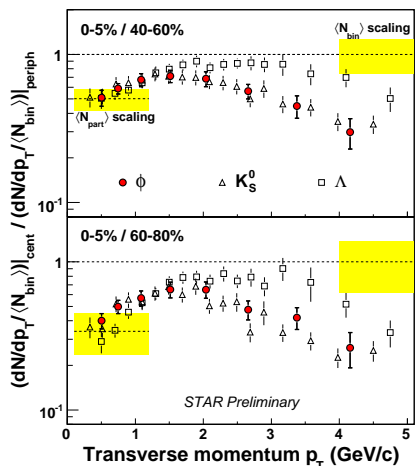 0-5% / 40-60%
⟨N_bin⟩ scaling
1
⟨N_part⟩ scaling
ϕ
K_S^0
Λ
10^-1
0-5% / 60-80%
1
STAR Preliminary
10^-1
0 1 2 3 4 5
Transverse momentum p_T (GeV/c)
(dN/dp_T/⟨N_bin⟩)|_cent / (dN/dp_T/⟨N_bin⟩)|_periph